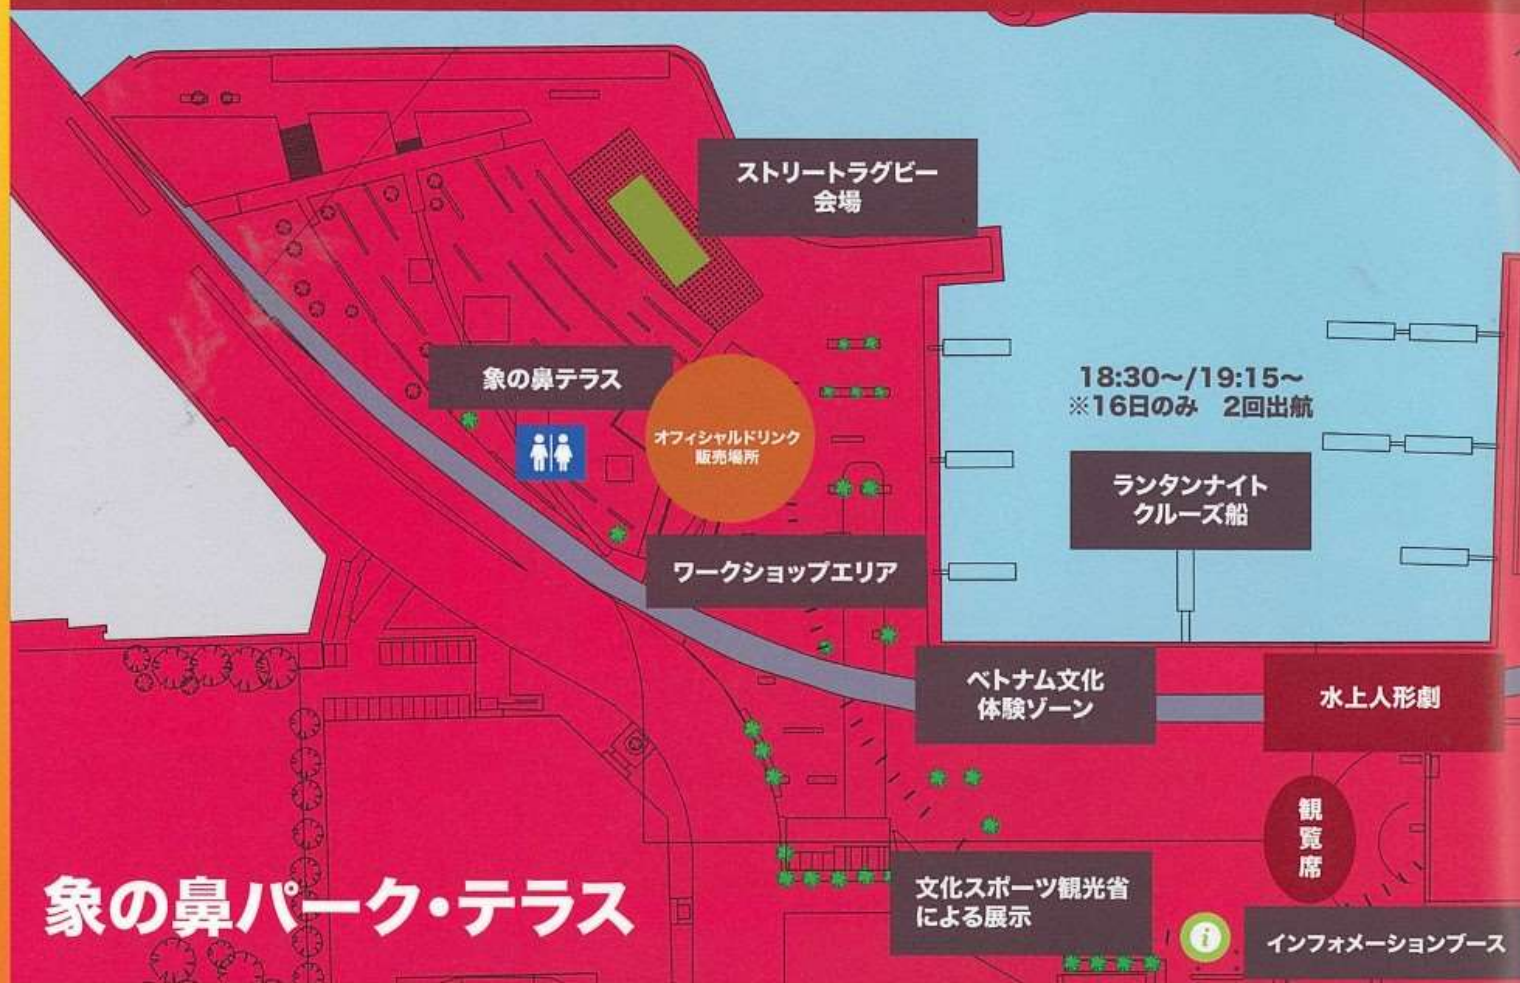 ストリートラグビー
会場
象の鼻テラス
オフィシャルドリンク
販売場所
18:30〜/19:15〜
※16日のみ　2回出航
ランタンナイト
クルーズ船
ワークショップエリア
ベトナム文化
体験ゾーン
水上人形劇
観覧席
文化スポーツ観光省
による展示
i
インフォメーションブース
象の鼻パーク・テラス